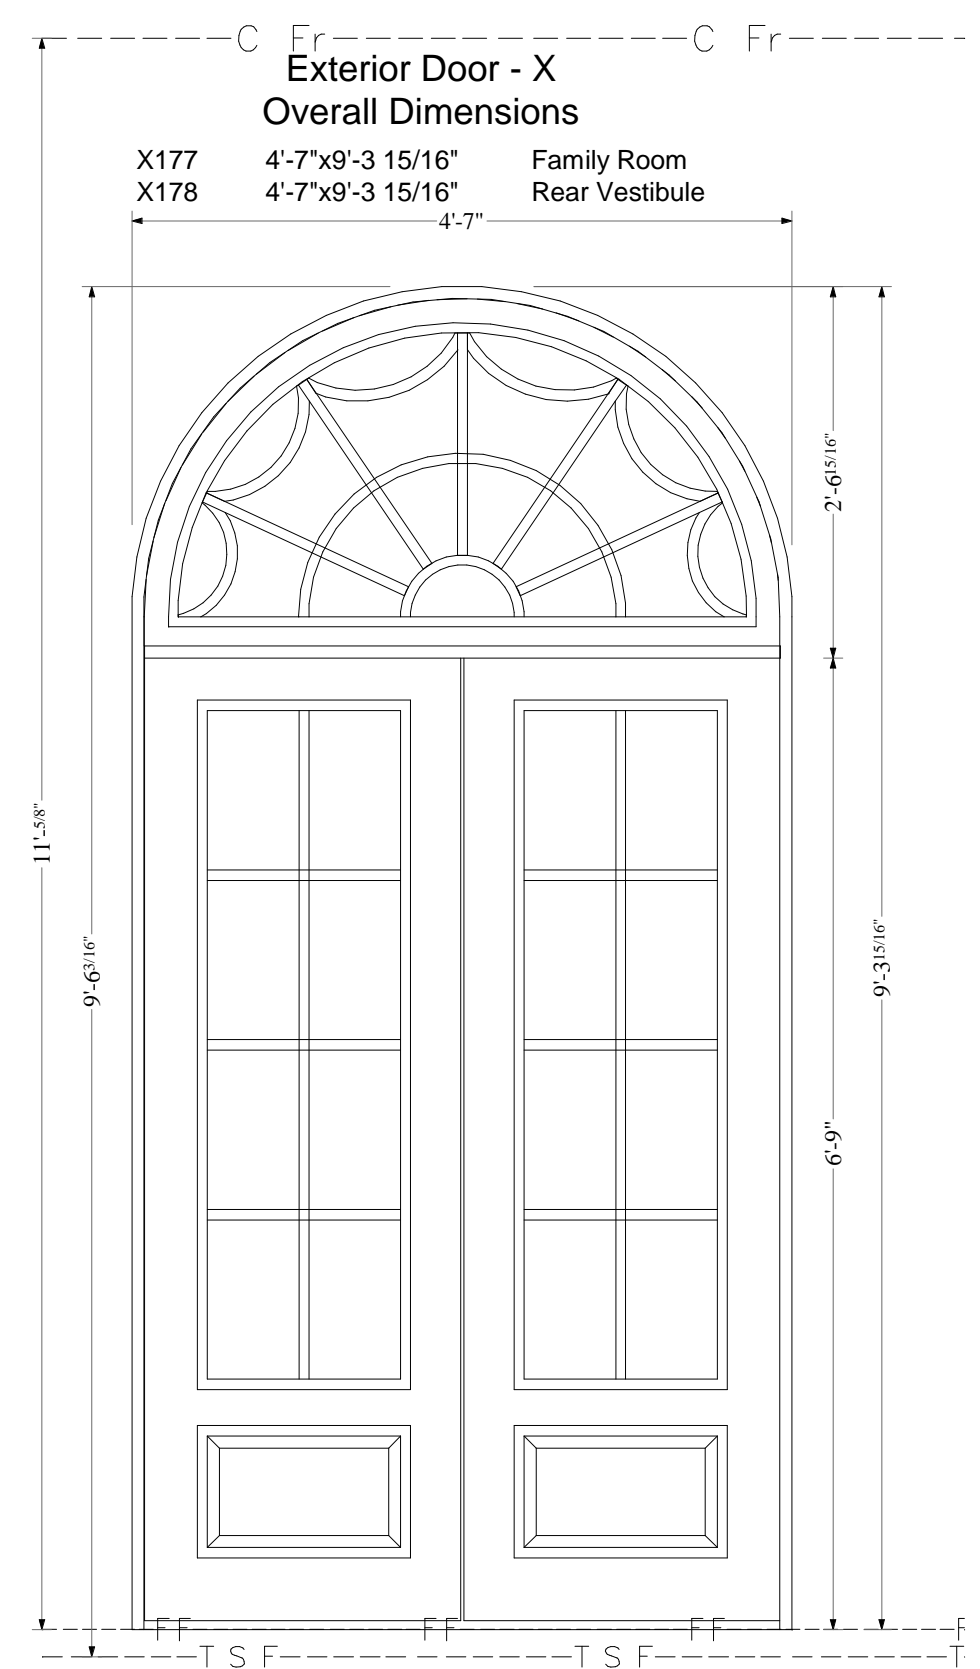 C Fr C Fr
Exterior Door - X
Overall Dimensions
X177 4'-7"x9'-3 15/16" Family Room
X178 4'-7"x9'-3 15/16" Rear Vestibule
4'-7"
2'-6 15/16"
11'-5/8"
9'-6 3/16"
9'-3 15/16"
6'-9"
F F F F F F
T S F T S F